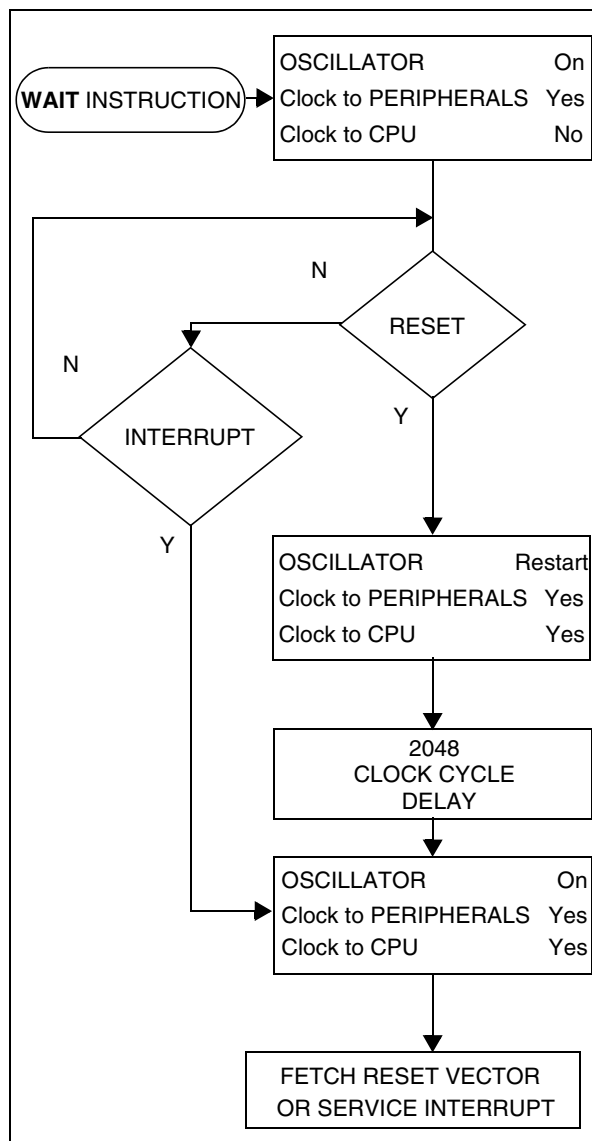 WAIT INSTRUCTION
OSCILLATOR On
Clock to PERIPHERALS Yes
Clock to CPU No
N
RESET
N
INTERRUPT
Y
Y
OSCILLATOR Restart
Clock to PERIPHERALS Yes
Clock to CPU Yes
2048
CLOCK CYCLE
DELAY
OSCILLATOR On
Clock to PERIPHERALS Yes
Clock to CPU Yes
FETCH RESET VECTOR
OR SERVICE INTERRUPT